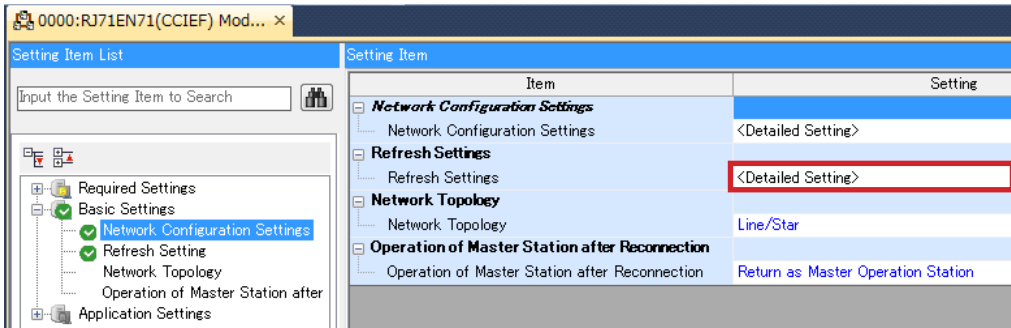 0000:RJ71EN71(CCIEF) Mod... ×
Setting Item List
Input the Setting Item to Search
Required Settings
Basic Settings
Network Configuration Settings
Refresh Setting
Network Topology
Operation of Master Station after
Application Settings
Setting Item
Item Setting
Network Configuration Settings
Network Configuration Settings <Detailed Setting>
Refresh Settings
Refresh Settings <Detailed Setting>
Network Topology
Network Topology Line/Star
Operation of Master Station after Reconnection
Operation of Master Station after Reconnection Return as Master Operation Station